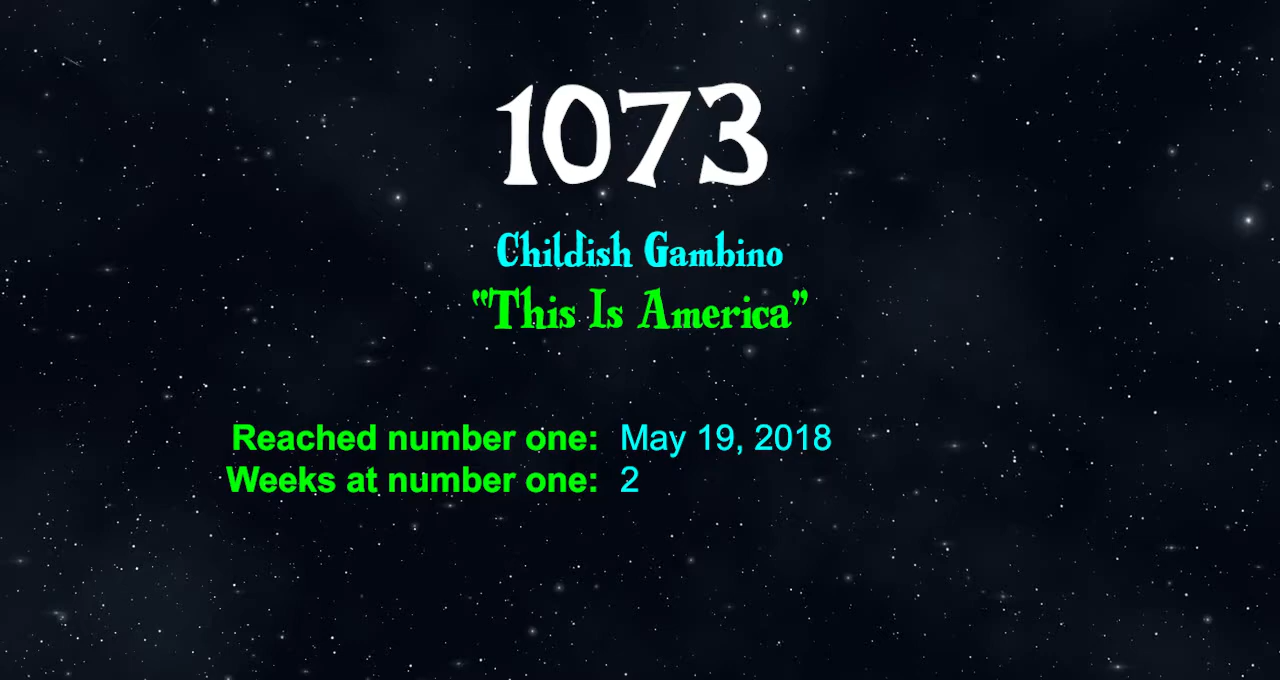 1073
Childish Gambino
"This Is America"
Reached number one: May 19, 2018
Weeks at number one: 2